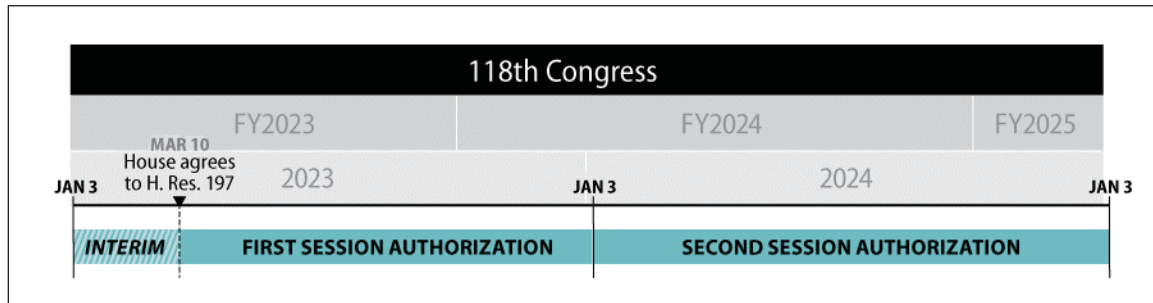 118th Congress
FY2023 FY2024 FY2025
MAR 10
House agrees
to H. Res. 197
2023 2024
JAN 3 JAN 3 JAN 3
INTERIM FIRST SESSION AUTHORIZATION SECOND SESSION AUTHORIZATION